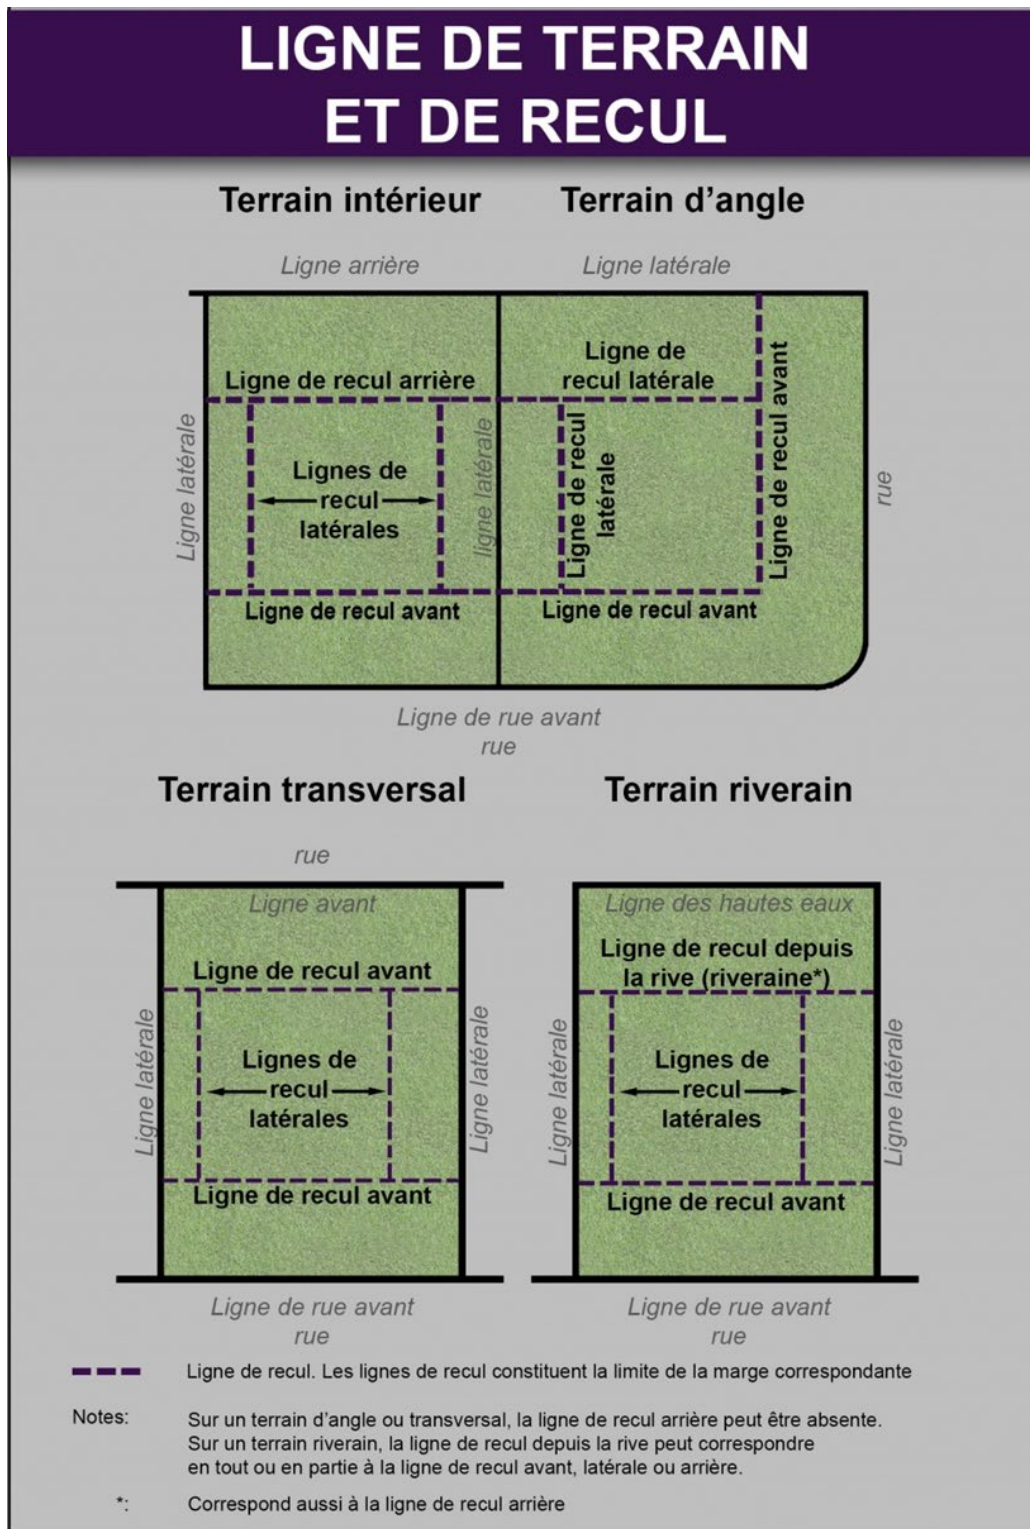 LIGNE DE TERRAIN
ET DE RECUL
Terrain intérieur
Terrain d'angle
Ligne arrière
Ligne latérale
Ligne de recul arrière
Ligne de
recul latérale
Ligne latérale
Lignes de
recul
latérales
ligne latérale
Ligne de recul
latérale
Ligne de recul avant
rue
Ligne de recul avant
Ligne de recul avant
Ligne de rue avant
rue
Terrain transversal
rue
Ligne avant
Ligne de recul avant
Ligne latérale
Lignes de
recul
latérales
Ligne latérale
Ligne de recul avant
Ligne de rue avant
rue
Terrain riverain
Ligne des hautes eaux
Ligne de recul depuis
la rive (riveraine*)
Ligne latérale
Lignes de
recul
latérales
Ligne latérale
Ligne de recul avant
Ligne de rue avant
rue
Ligne de recul. Les lignes de recul constituent la limite de la marge correspondante
Notes: Sur un terrain d'angle ou transversal, la ligne de recul arrière peut être absente.
Sur un terrain riverain, la ligne de recul depuis la rive peut correspondre
en tout ou en partie à la ligne de recul avant, latérale ou arrière.
*: Correspond aussi à la ligne de recul arrière